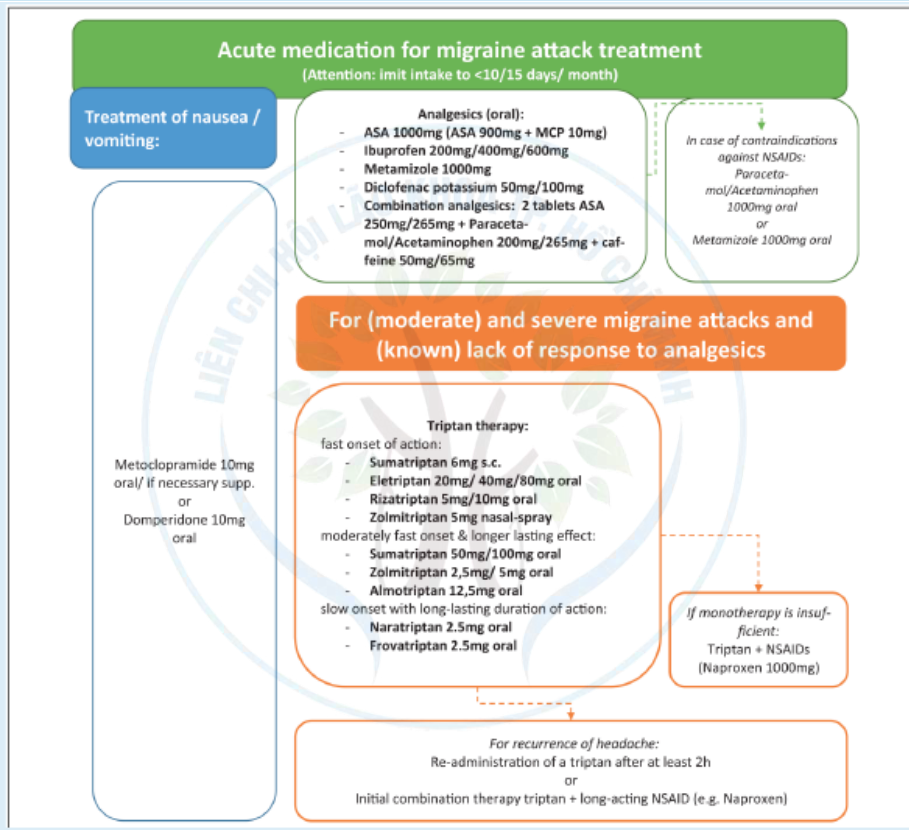 Acute medication for migraine attack treatment
(Attention: imit intake to <10/15 days/ month)
Treatment of nausea /
vomiting:
Analgesics (oral):
- ASA 1000mg (ASA 900mg + MCP 10mg)
- Ibuprofen 200mg/400mg/600mg
- Metamizole 1000mg
- Diclofenac potassium 50mg/100mg
- Combination analgesics: 2 tablets ASA
250mg/265mg + Paraceta-
mol/Acetaminophen 200mg/265mg + caf-
feine 50mg/65mg
In case of contraindications
against NSAIDs:
Paraceta-
mol/Acetaminophen
1000mg oral
or
Metamizole 1000mg oral
For (moderate) and severe migraine attacks and
(known) lack of response to analgesics
Metoclopramide 10mg
oral/ if necessary supp.
or
Domperidone 10mg
oral
Triptan therapy:
fast onset of action:
- Sumatriptan 6mg s.c.
- Eletriptan 20mg/ 40mg/80mg oral
- Rizatriptan 5mg/10mg oral
- Zolmitriptan 5mg nasal-spray
moderately fast onset & longer lasting effect:
- Sumatriptan 50mg/100mg oral
- Zolmitriptan 2,5mg/ 5mg oral
- Almotriptan 12,5mg oral
slow onset with long-lasting duration of action:
- Naratriptan 2.5mg oral
- Frovatriptan 2.5mg oral
If monotherapy is insuf-
ficient:
Triptan + NSAIDs
(Naproxen 1000mg)
For recurrence of headache:
Re-administration of a triptan after at least 2h
or
Initial combination therapy triptan + long-acting NSAID (e.g. Naproxen)
LIÊN CHI HỘI LÃO